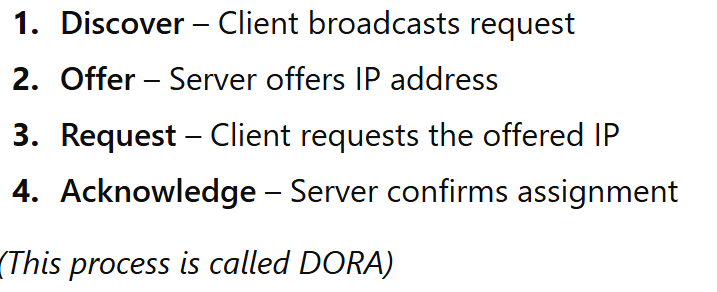 1. Discover – Client broadcasts request
2. Offer – Server offers IP address
3. Request – Client requests the offered IP
4. Acknowledge – Server confirms assignment
(This process is called DORA)